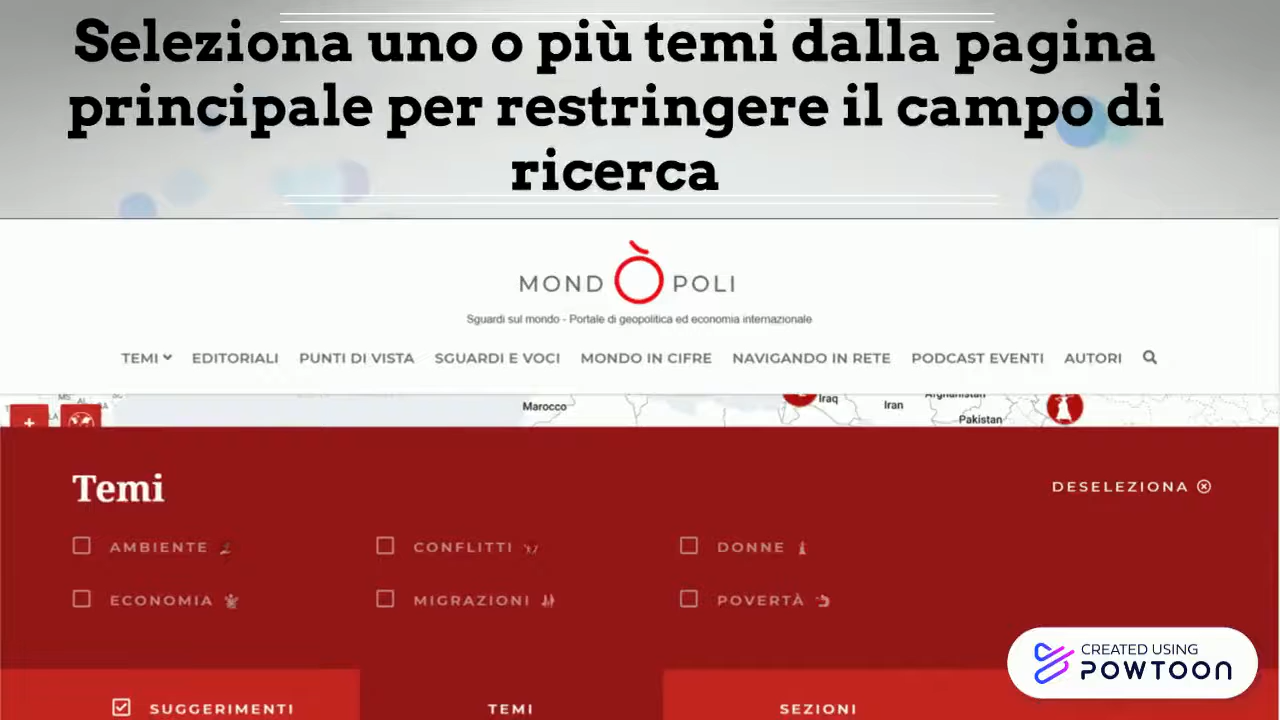 Seleziona uno o più temi dalla pagina
principale per restringere il campo di
ricerca
MONDÒPOLI
Sguardi sul mondo - Portale di geopolitica ed economia internazionale
TEMI EDITORIALI PUNTI DI VISTA SGUARDI E VOCI MONDO IN CIFRE NAVIGANDO IN RETE PODCAST EVENTI AUTORI
Marocco Iraq Iran Afghanistan
Pakistan
Temi DESELEZIONA
AMBIENTE CONFLITTI DONNE
ECONOMIA MIGRAZIONI POVERTÀ
CREATED USING
POWTOON
SUGGERIMENTI TEMI SEZIONI